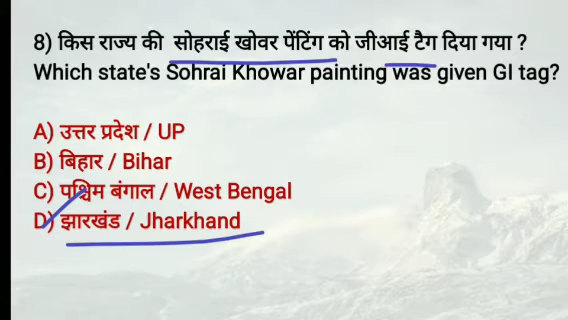 8) किस राज्य की सोहराई खोवर पेंटिंग को जीआई टैग दिया गया ?
Which state's Sohrai Khowar painting was given GI tag?
A) उत्तर प्रदेश / UP
B) बिहार / Bihar
C) पश्चिम बंगाल / West Bengal
D) झारखंड / Jharkhand